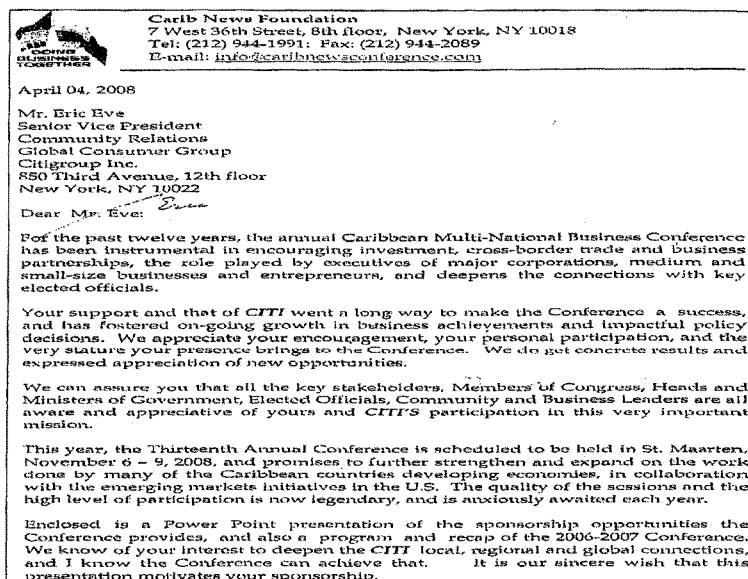 DOING
BUSINESS
TOGETHER
Carib News Foundation
7 West 36th Street, 8th floor, New York, NY 10018
Tel: (212) 944-1991; Fax: (212) 944-2089
E-mail: info@caribnewsconference.com
April 04, 2008
Mr. Eric Eve
Senior Vice President
Community Relations
Global Consumer Group
Citigroup Inc.
850 Third Avenue, 12th floor
New York, NY 10022
Dear Mr. Eve:
For the past twelve years, the annual Caribbean Multi-National Business Conference
has been instrumental in encouraging investment, cross-border trade and business
partnerships, the role played by executives of major corporations, medium and
small-size businesses and entrepreneurs, and deepens the connections with key
elected officials.
Your support and that of CITI went a long way to make the Conference a success,
and has fostered on-going growth in business achievements and impactful policy
decisions. We appreciate your encouragement, your personal participation, and the
very stature your presence brings to the Conference. We do get concrete results and
expressed appreciation of new opportunities.
We can assure you that all the key stakeholders, Members of Congress, Heads and
Ministers of Government, Elected Officials, Community and Business Leaders are all
aware and appreciative of yours and CITI'S participation in this very important
mission.
This year, the Thirteenth Annual Conference is scheduled to be held in St. Maarten,
November 6 – 9, 2008, and promises to further strengthen and expand on the work
done by many of the Caribbean countries developing economies, in collaboration
with the emerging markets initiatives in the U.S. The quality of the sessions and the
high level of participation is now legendary, and is anxiously awaited each year.
Enclosed is a Power Point presentation of the sponsorship opportunities the
Conference provides, and also a program and recap of the 2006-2007 Conference.
We know of your interest to deepen the CITI local, regional and global connections,
and I know the Conference can achieve that. It is our sincere wish that this
presentation motivates your sponsorship.